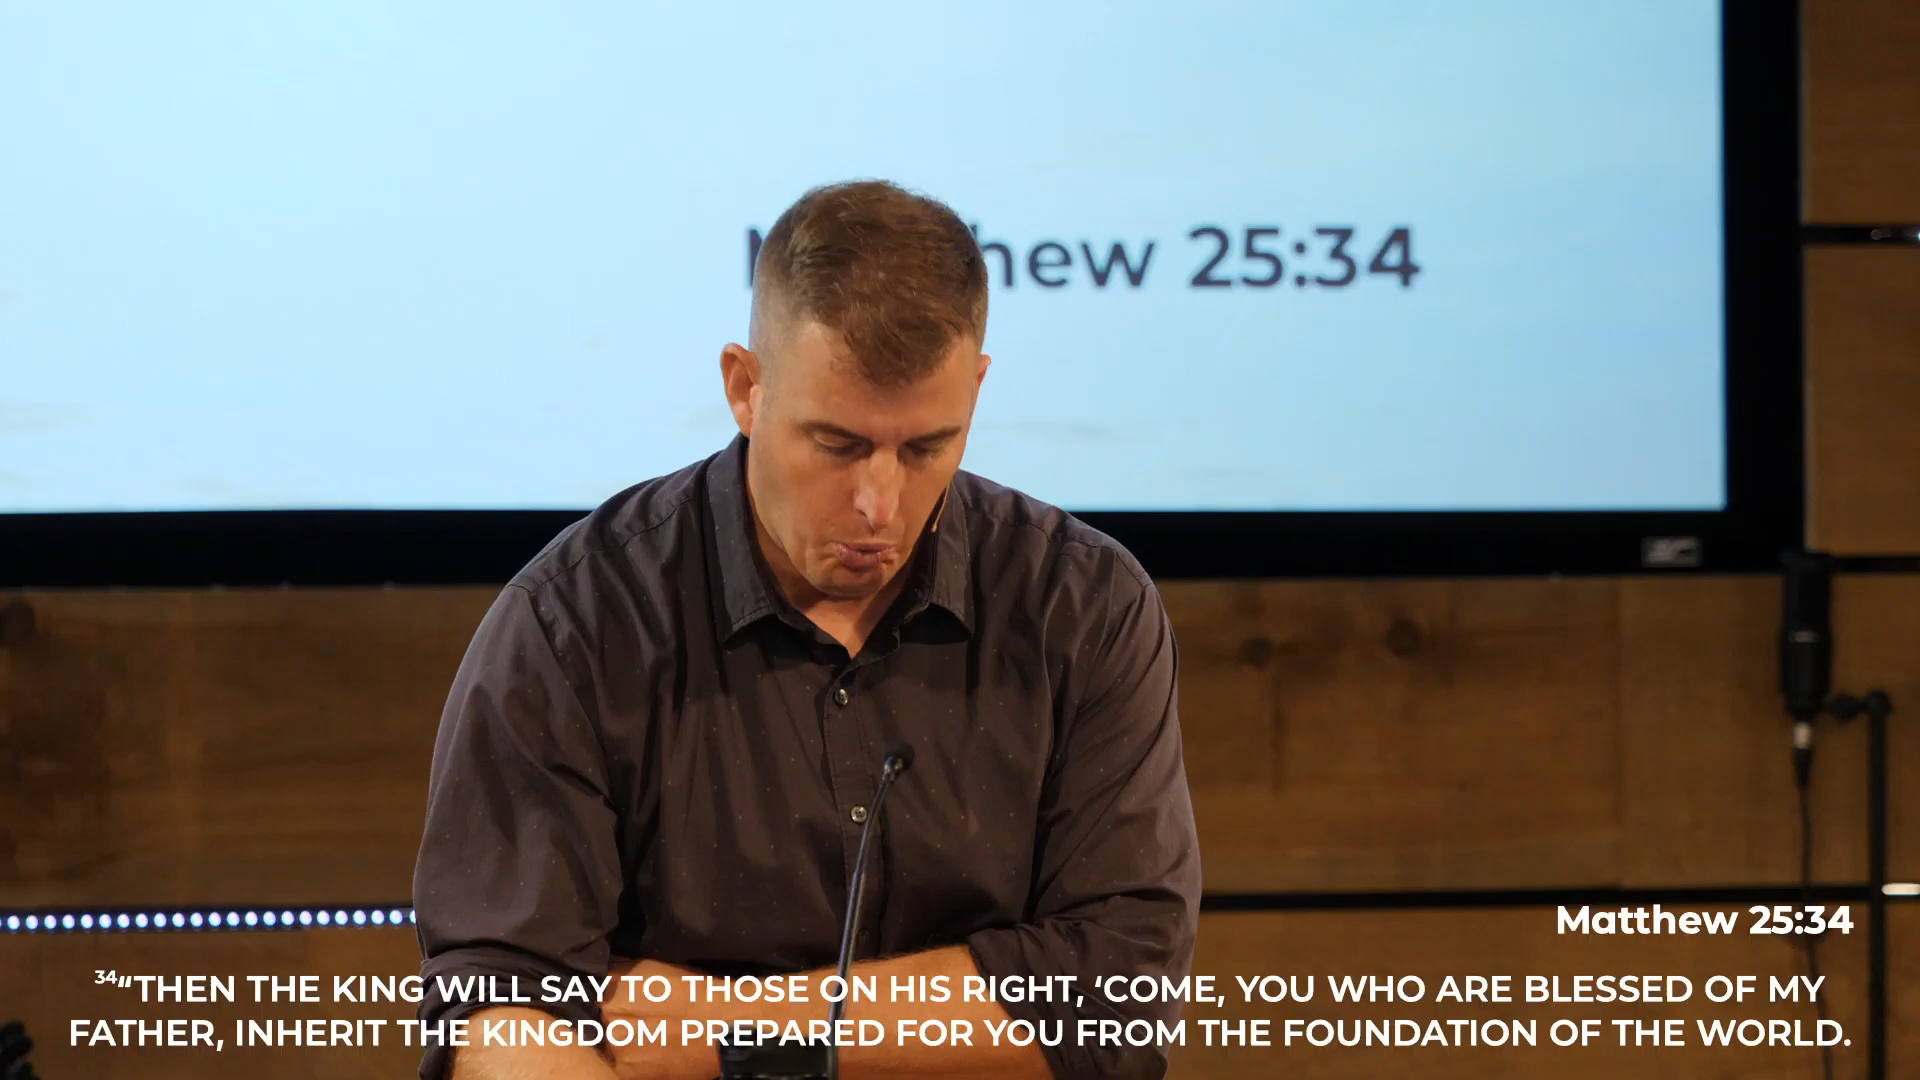 hew 25:34
Matthew 25:34
³⁴“THEN THE KING WILL SAY TO THOSE ON HIS RIGHT, ‘COME, YOU WHO ARE BLESSED OF MY
FATHER, INHERIT THE KINGDOM PREPARED FOR YOU FROM THE FOUNDATION OF THE WORLD.